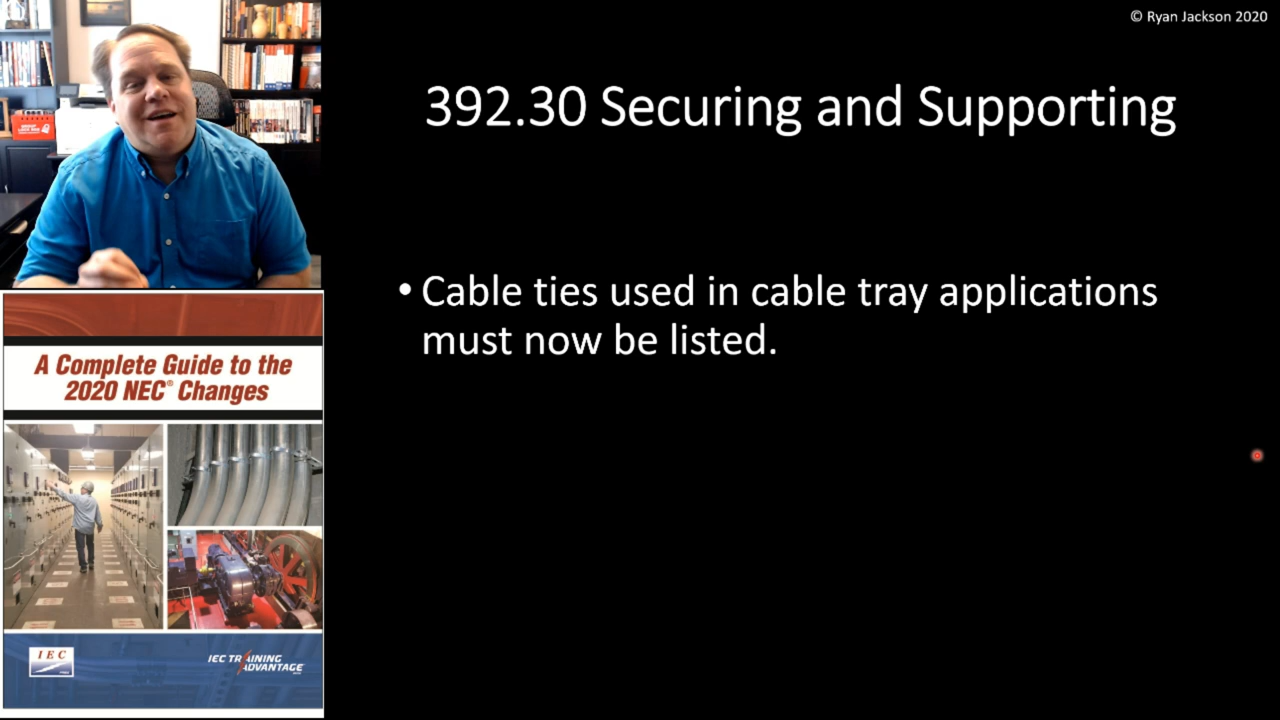 © Ryan Jackson 2020
392.30 Securing and Supporting
• Cable ties used in cable tray applications
must now be listed.
A Complete Guide to the
2020 NEC® Changes
IEC
IEC TRAINING
ADVANTAGE